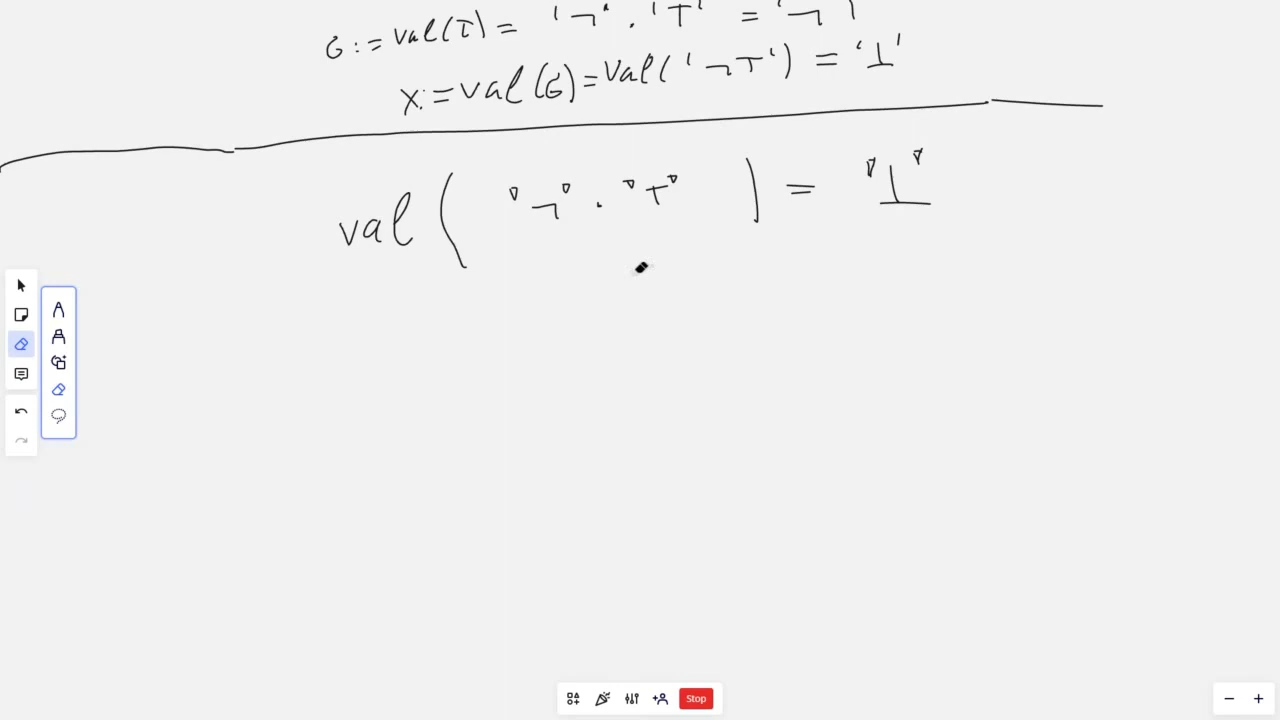 G := val(τ) = '¬' . '⊤' = '¬⊤'
x := val(G) = val('¬⊤') = '⊥'
val( '¬' . '⊤' ) = '⊥'
Stop